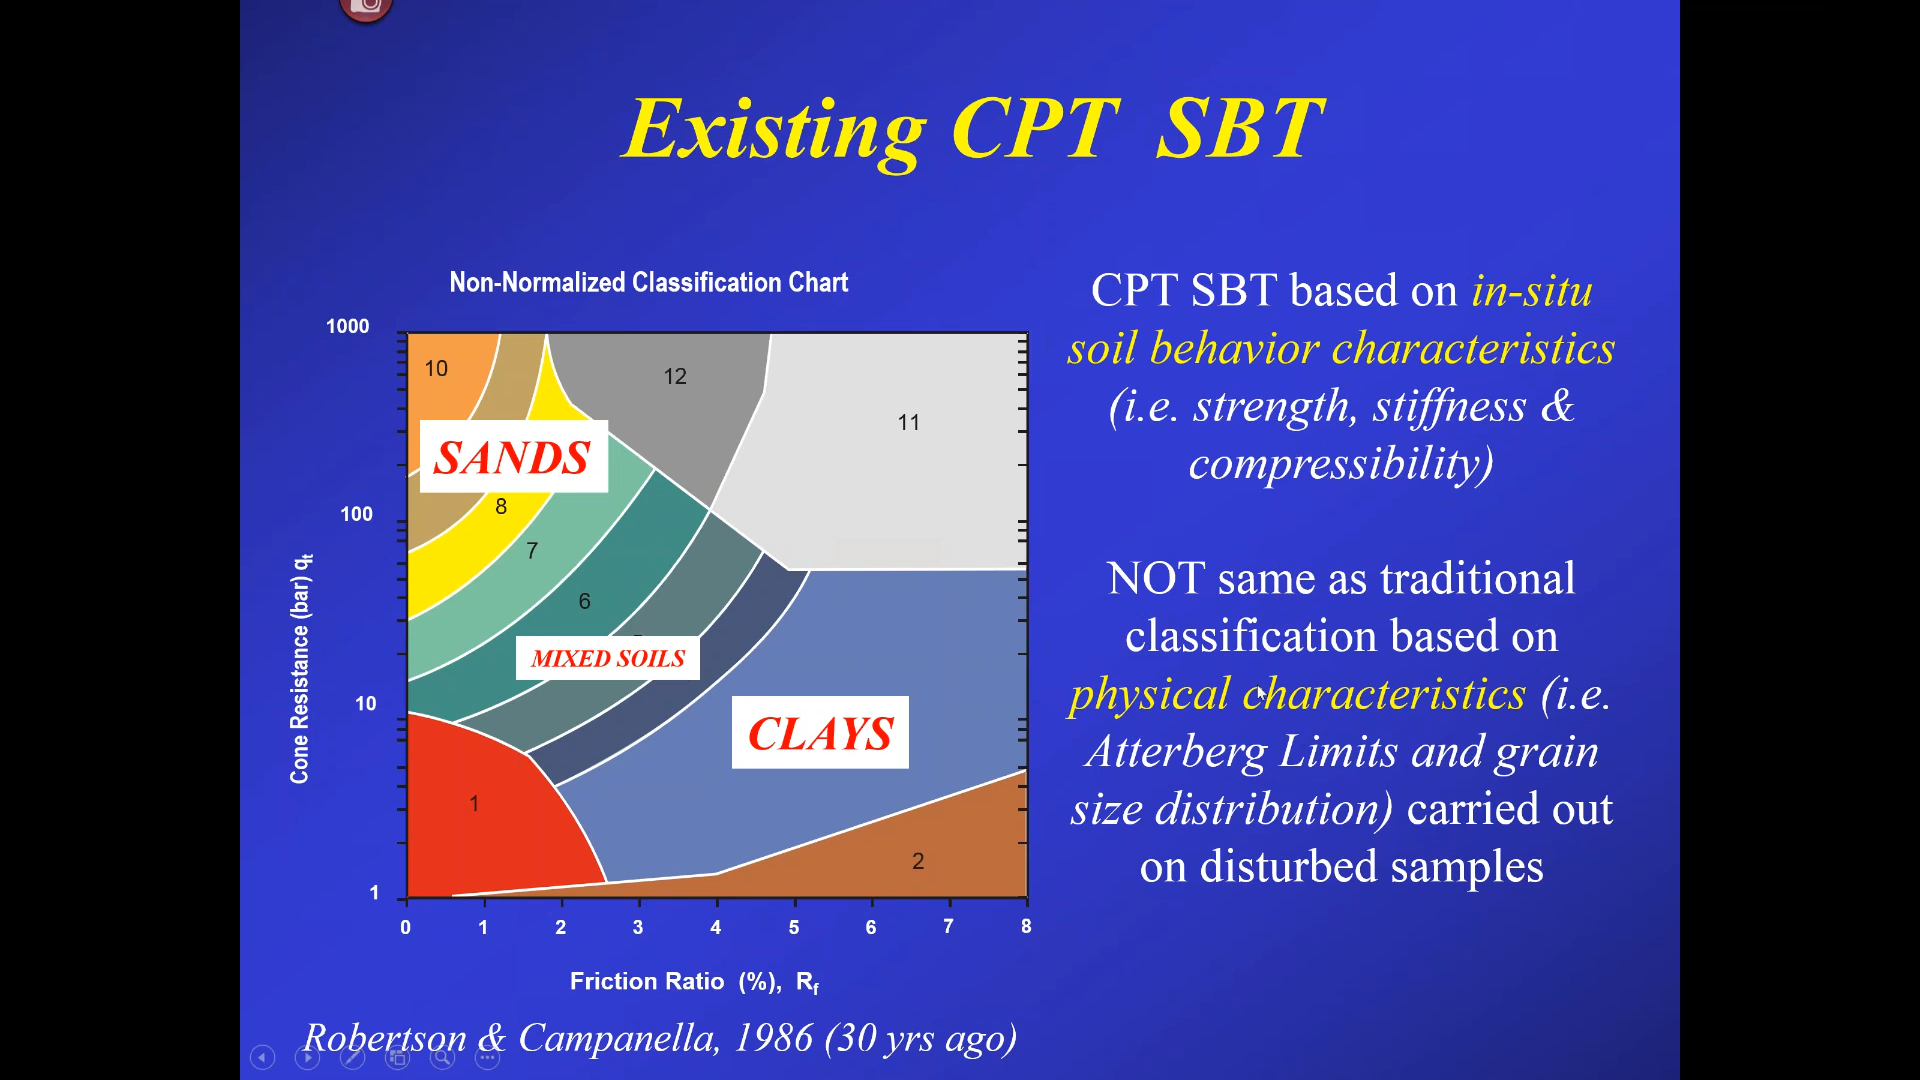 Existing CPT SBT
Non-Normalized Classification Chart
1000
100
10
1
Cone Resistance (bar) qt
10
12
11
SANDS
8
7
6
MIXED SOILS
CLAYS
1
2
0 1 2 3 4 5 6 7 8
Friction Ratio (%), Rf
Robertson & Campanella, 1986 (30 yrs ago)
CPT SBT based on in-situ
soil behavior characteristics
(i.e. strength, stiffness &
compressibility)
NOT same as traditional
classification based on
physical characteristics (i.e.
Atterberg Limits and grain
size distribution) carried out
on disturbed samples